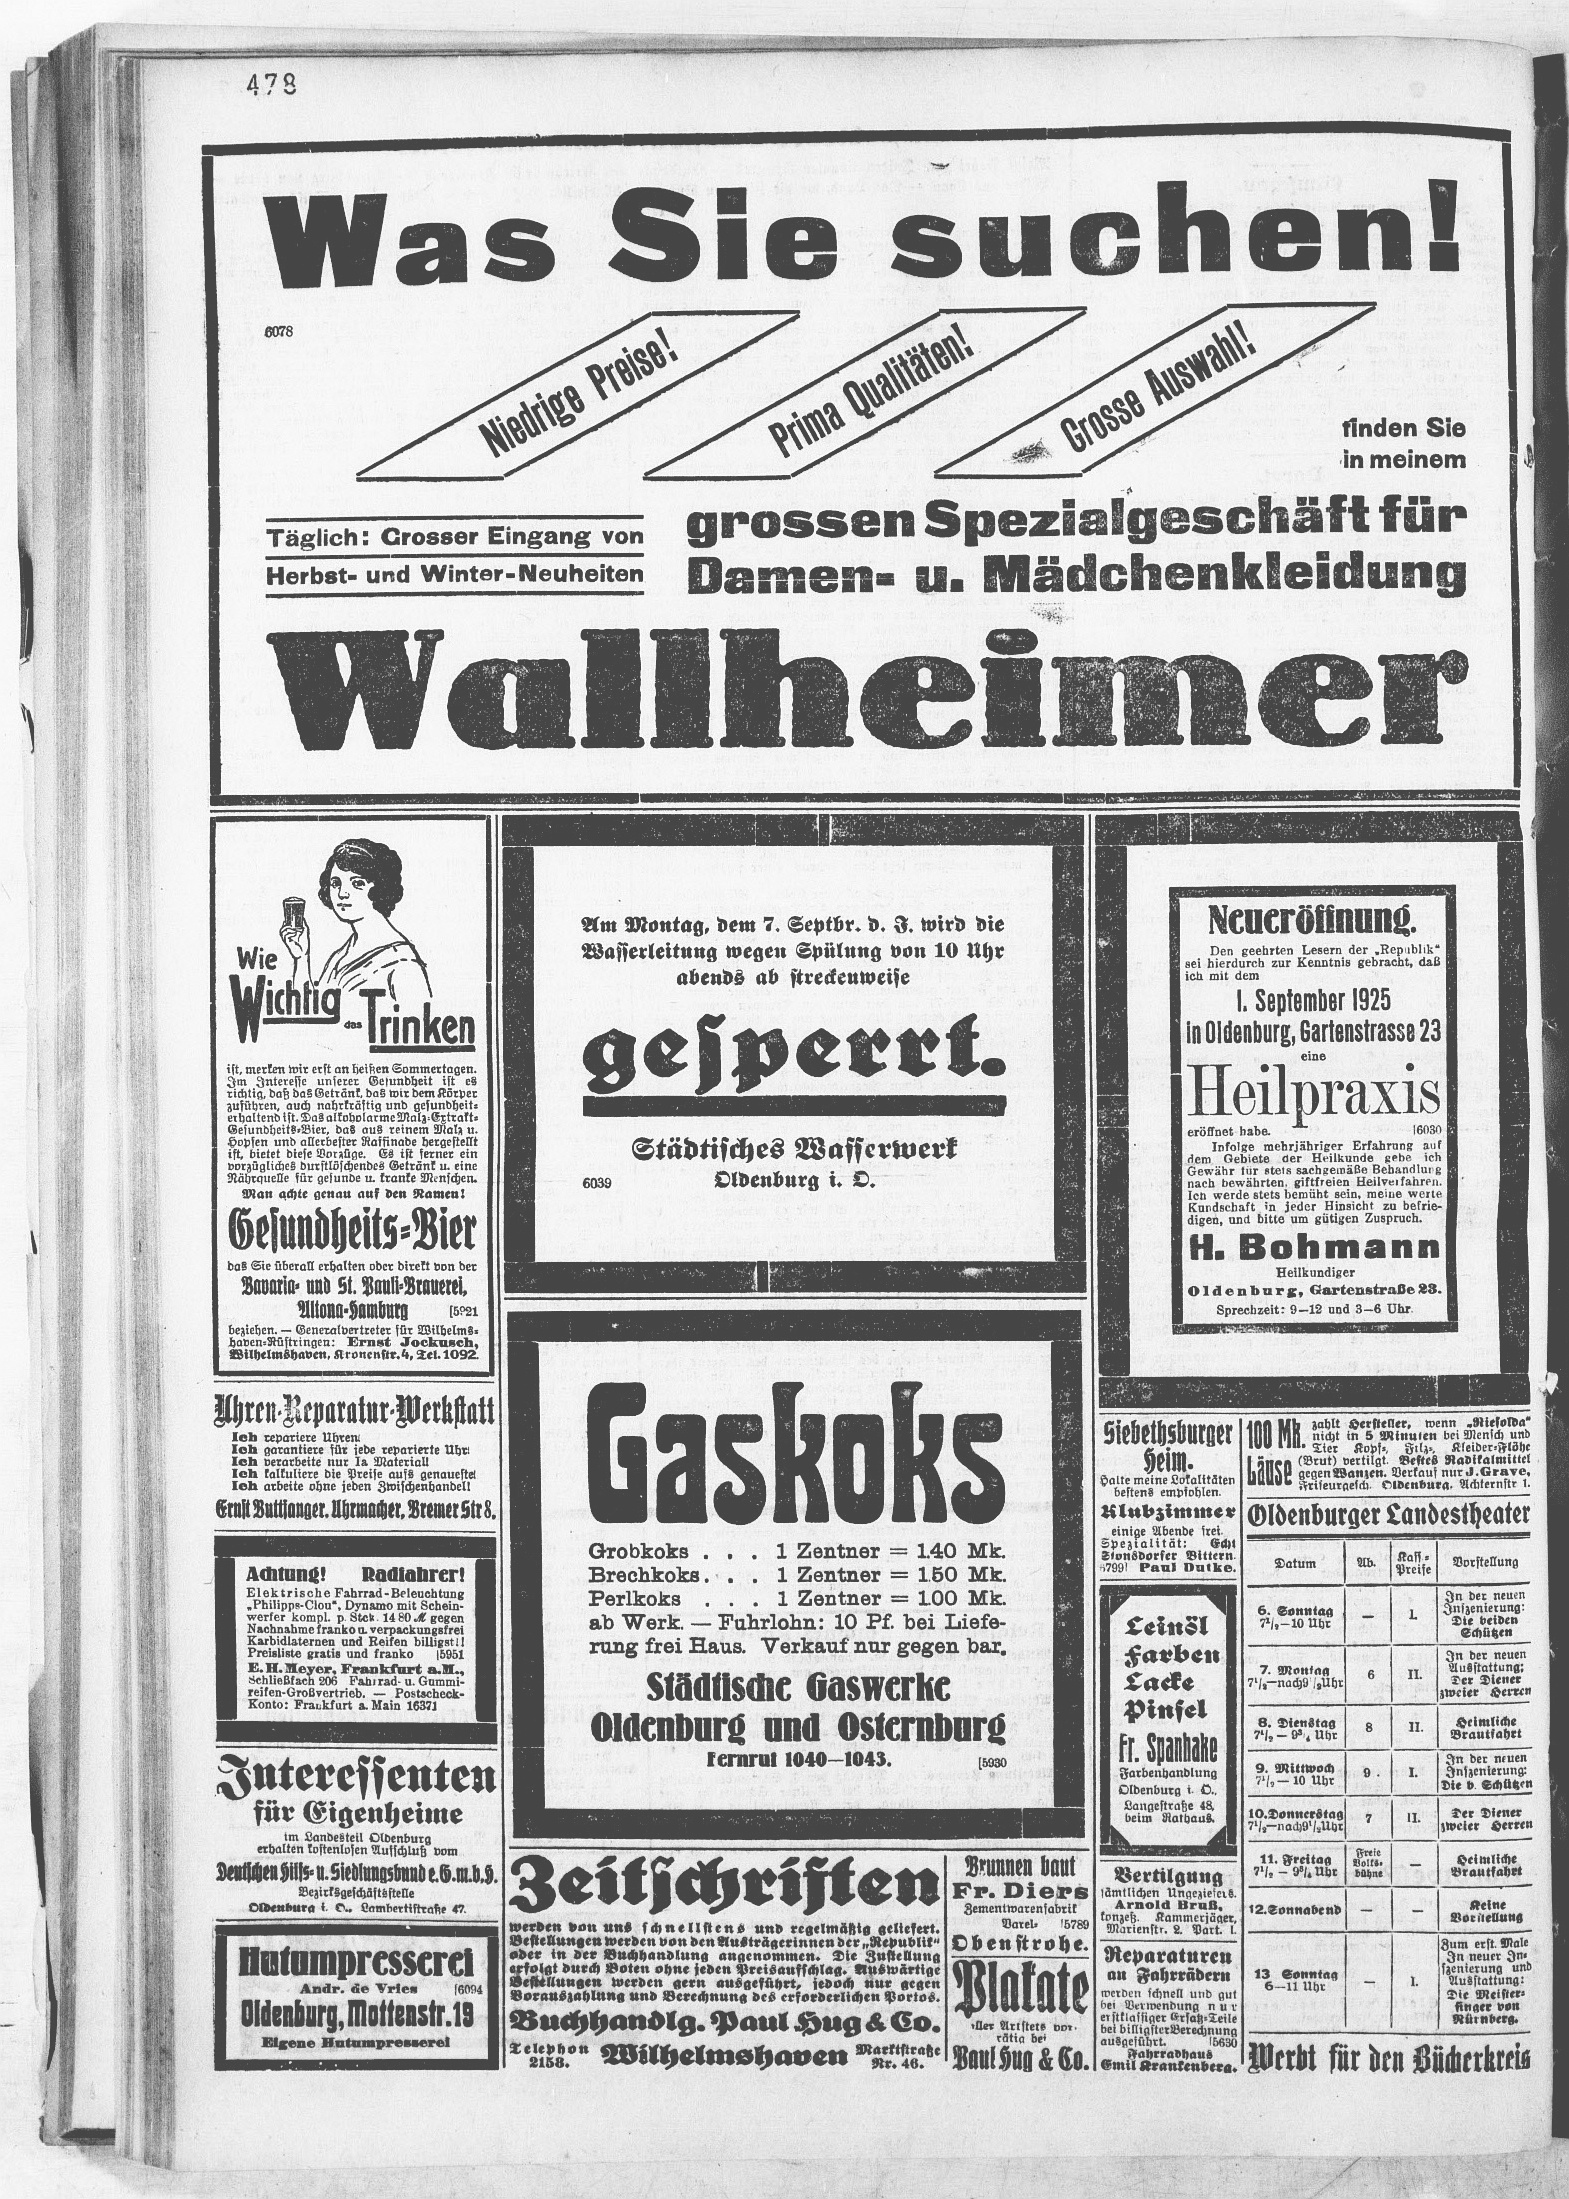 478
Was Sie suchen!
6078
Niedrige Preise!
Prima Qualitäten!
Grosse Auswahl!
finden Sie
in meinem
Täglich: Grosser Eingang von
Herbst- und Winter-Neuheiten
grossen Spezialgeschäft für
Damen- u. Mädchenkleidung
Wallheimer
Wie
Wichtig das Trinken
ist, merken wir erst an heißen Sommertagen.
Im Interesse unserer Gesundheit ist es
richtig, daß das Getränk, das wir dem Körper
zuführen, auch nahrkräftig und gesundheit-
erhaltend ist. Das alkoholarme Malz-Extrakt-
Gesundheits-Bier, das aus reinem Malz u.
Hopfen und allerbester Raffinade hergestellt
ist, bietet diese Vorzüge. Es ist ferner ein
vorzügliches durstlöschendes Getränk u. eine
Nährquelle für gesunde u. kranke Menschen.
Man achte genau auf den Namen!
Gesundheits-Bier
das Sie überall erhalten oder direkt von der
Bavaria- und St. Pauli-Brauerei,
Altona-Hamburg [5921
beziehen. — Generalvertreter für Wilhelms-
haven-Rüstringen: Ernst Jockusch,
Wilhelmshaven, Kronenstr. 4, Tel. 1092.
Uhren-Reparatur-Werkstatt
Ich repariere Uhren!
Ich garantiere für jede reparierte Uhr!
Ich verarbeite nur Ia Material!
Ich kalkuliere die Preise aufs genaueste!
Ich arbeite ohne jeden Zwischenhandel!
Ernst Buttjanger, Uhrmacher, Bremer Str 8.
Achtung! Radfahrer!
Elektrische Fahrrad-Beleuchtung
„Philipps-Clou“, Dynamo mit Schein-
werfer kompl. p. Stck. 14 80 M gegen
Nachnahme franko u. verpackungsfrei
Karbidlaternen und Reifen billigst!!
Preisliste gratis und franko [5951
E. H. Meyer, Frankfurt a.M.,
Schließfach 206 Fahrrad- u. Gummi-
reifen-Großvertrieb. — Postscheck-
Konto: Frankfurt a. Main 16371
Interessenten
für Eigenheime
im Landesteil Oldenburg
erhalten kostenlosen Aufschluß vom
Deutschen Hilfs- u. Siedlungsbund e.G.m.b.H.
Bezirksgeschäftsstelle
Oldenburg i. O., Lambertistraße 47.
Hutumpresserei
Andr. de Vries [6094
Oldenburg, Mottenstr. 19
Eigene Hutumpresserei
Am Montag, dem 7. Septbr. d. J. wird die
Wasserleitung wegen Spülung von 10 Uhr
abends ab streckenweise
gesperrt.
Städtisches Wasserwerk
6039 Oldenburg i. O.
Gaskoks
Grobkoks . . . 1 Zentner = 1.40 Mk.
Brechkoks . . . 1 Zentner = 1.50 Mk.
Perlkoks . . . 1 Zentner = 1.00 Mk.
ab Werk. — Fuhrlohn: 10 Pf. bei Liefe-
rung frei Haus. Verkauf nur gegen bar.
Städtische Gaswerke
Oldenburg und Osternburg
Fernruf 1040—1043. [5930
Zeitschriften
werden von uns schnellstens und regelmäßig geliefert.
Bestellungen werden von den Austrägerinnen der „Republik“
oder in der Buchhandlung angenommen. Die Zustellung
erfolgt durch Boten ohne jeden Preisaufschlag. Auswärtige
Bestellungen werden gern ausgeführt, jedoch nur gegen
Vorauszahlung und Berechnung des erforderlichen Portos.
Buchhandlg. Paul Hug & Co.
Telephon 2158. Wilhelmshaven Marktstraße Nr. 46.
Brunnen baut
Fr. Diers
Zementwarenfabrik
Varel- [5789
Obenstrohe.
Plakate
aller Art stets vor-
rätig bei
Paul Hug & Co.
Neueröffnung.
Den geehrten Lesern der „Republik“
sei hierdurch zur Kenntnis gebracht, daß
ich mit dem
1. September 1925
in Oldenburg, Gartenstrasse 23
eine
Heilpraxis
eröffnet habe. [6030
Infolge mehrjähriger Erfahrung auf
dem Gebiete der Heilkunde gebe ich
Gewähr für stets sachgemäße Behandlung
nach bewährten, giftfreien Heilverfahren.
Ich werde stets bemüht sein, meine werte
Kundschaft in jeder Hinsicht zu befrie-
digen, und bitte um gütigen Zuspruch.
H. Bohmann
Heilkundiger
Oldenburg, Gartenstraße 23.
Sprechzeit: 9—12 und 3—6 Uhr
Siebethsburger
Heim.
Halte meine Lokalitäten
bestens empfohlen.
Klubzimmer
einige Abende frei.
Spezialität: Echt
Stonsdorfer Bittern.
5799] Paul Dutke.
Leinöl
Farben
Lacke
Pinsel
Fr. Spanhake
Farbenhandlung
Oldenburg i. O.,
Langestraße 48,
beim Rathaus.
Vertilgung
sämtlichen Ungeziefers.
Arnold Bruß,
konzess. Kammerjäger,
Marienstr. 2. Part. l.
Reparaturen
an Fahrrädern
werden schnell und gut
bei Verwendung nur
erstklassiger Ersatz-Teile
bei billigster Berechnung
ausgeführt. [5630
Fahrradhaus
Emil Krankenberg.
100 Mk. zahlt Hersteller, wenn „Riesolda“
nicht in 5 Minuten bei Mensch und
Tier Kopf-, Filz-, Kleider-Flöhe
Läuse (Brut) vertilgt. Bestes Radikalmittel
gegen Wanzen. Verkauf nur J. Grave,
Friseurgesch. Oldenburg, Achternstr 1.
Oldenburger Landestheater
Datum Ab. Kass.-Preise Vorstellung
6. Sonntag 7½—10 Uhr — I. In der neuen Inszenierung: Die beiden Schützen
7. Montag 7½—nach 9½ Uhr 6 II. In der neuen Ausstattung: Der Diener zweier Herren
8. Dienstag 7½—9¾ Uhr 8 II. Heimliche Brautfahrt
9. Mittwoch 7½—10 Uhr 9 I. In der neuen Inszenierung: Die b. Schützen
10. Donnerstag 7½—nach 9½ Uhr 7 II. Der Diener zweier Herren
11. Freitag 7½—9¾ Uhr Freie Volks-bühne — Heimliche Brautfahrt
12. Sonnabend — — Keine Vorstellung
13 Sonntag 6—11 Uhr — I. Zum erst. Male In neuer In-szenierung und Ausstattung: Die Meister-singer von Nürnberg.
Werbt für den Bücherkreis